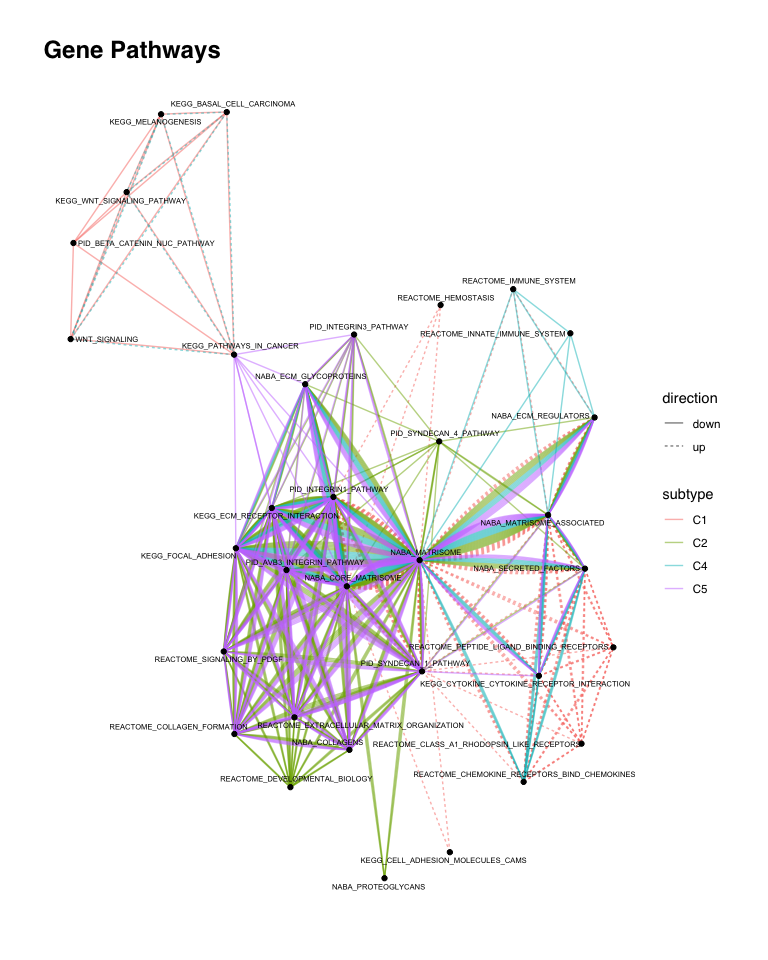 Gene Pathways
KEGG_BASAL_CELL_CARCINOMA
KEGG_MELANOGENESIS
KEGG_WNT_SIGNALING_PATHWAY
PID_BETA_CATENIN_NUC_PATHWAY
REACTOME_IMMUNE_SYSTEM
REACTOME_HEMOSTASIS
PID_INTEGRIN3_PATHWAY
REACTOME_INNATE_IMMUNE_SYSTEM
WNT_SIGNALING
KEGG_PATHWAYS_IN_CANCER
NABA_ECM_GLYCOPROTEINS
direction
down
up
NABA_ECM_REGULATORS
PID_SYNDECAN_4_PATHWAY
PID_INTEGRIN1_PATHWAY
subtype
C1
C2
C4
C5
KEGG_ECM_RECEPTOR_INTERACTION
NABA_MATRISOME_ASSOCIATED
KEGG_FOCAL_ADHESION
NABA_MATRISOME
PID_AVB3_INTEGRIN_PATHWAY
NABA_SECRETED_FACTORS
NABA_CORE_MATRISOME
REACTOME_PEPTIDE_LIGAND_BINDING_RECEPTORS
REACTOME_SIGNALING_BY_PDGF
PID_SYNDECAN_1_PATHWAY
KEGG_CYTOKINE_CYTOKINE_RECEPTOR_INTERACTION
REACTOME_COLLAGEN_FORMATION
REACTOME_EXTRACELLULAR_MATRIX_ORGANIZATION
NABA_COLLAGENS
REACTOME_CLASS_A1_RHODOPSIN_LIKE_RECEPTORS
REACTOME_DEVELOPMENTAL_BIOLOGY
REACTOME_CHEMOKINE_RECEPTORS_BIND_CHEMOKINES
KEGG_CELL_ADHESION_MOLECULES_CAMS
NABA_PROTEOGLYCANS